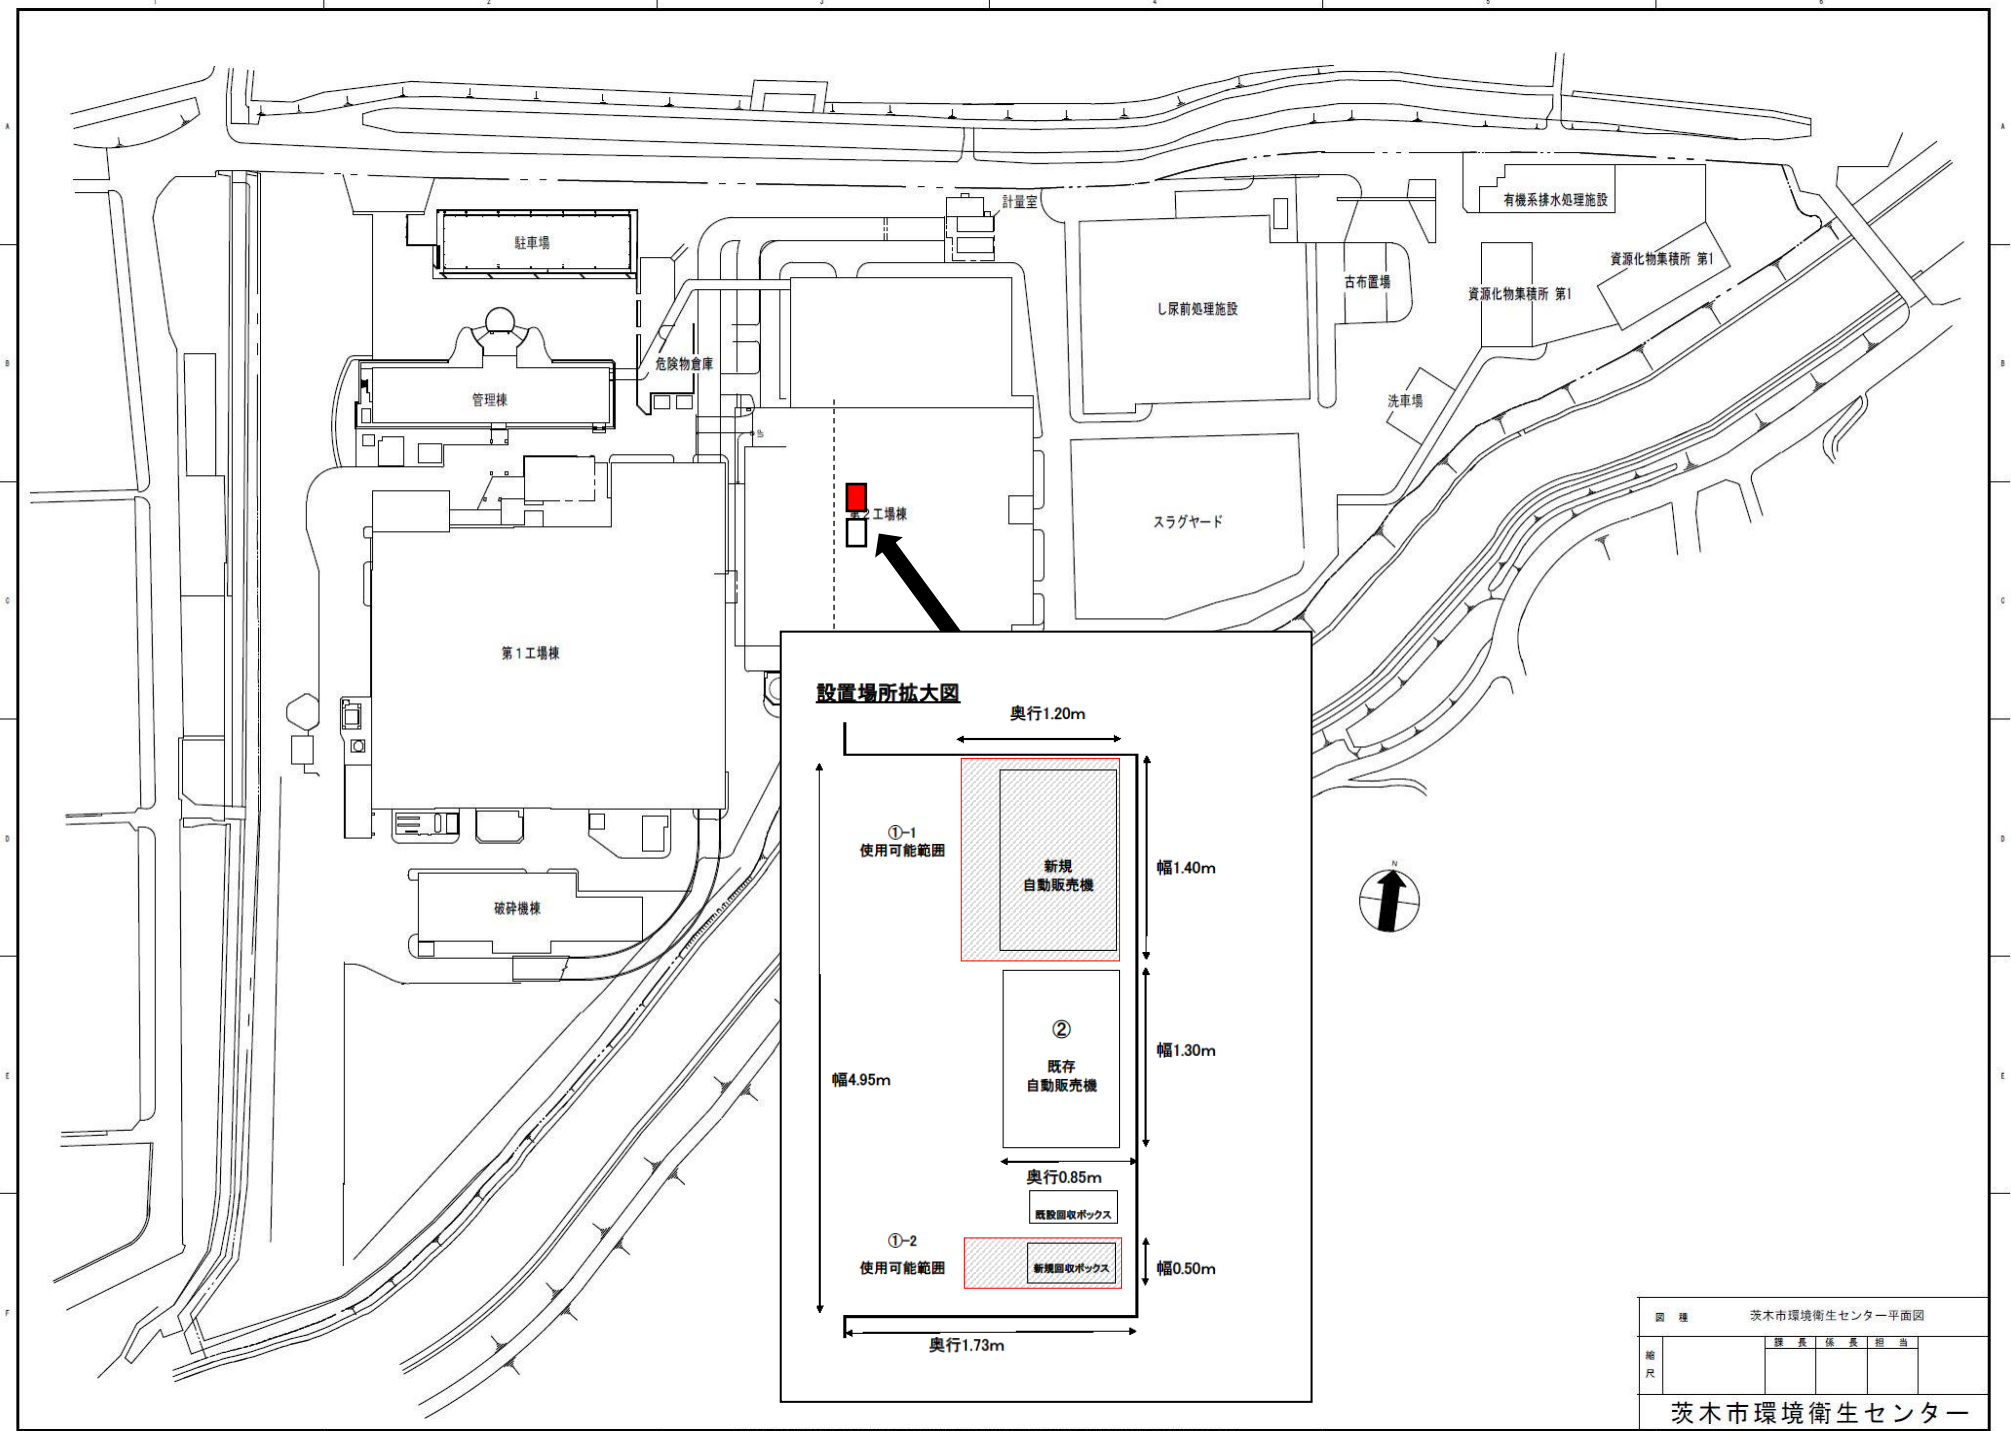 1 2 3 4 5 6
A A
B B
C C
D D
E E
F F
計量室
有機系排水処理施設
駐車場
資源化物集積所 第1
古布置場
資源化物集積所 第1
し尿前処理施設
危険物倉庫
管理棟
洗車場
第2工場棟
スラグヤード
第1工場棟
破砕機棟
N
設置場所拡大図
奥行1.20m
①-1
使用可能範囲
新規
自動販売機
幅1.40m
②
既存
自動販売機
幅1.30m
幅4.95m
奥行0.85m
既設回収ボックス
①-2
使用可能範囲
新規回収ボックス
幅0.50m
奥行1.73m
図 種 茨木市環境衛生センター平面図
縮尺
課 長 係 長 担 当
茨木市環境衛生センター